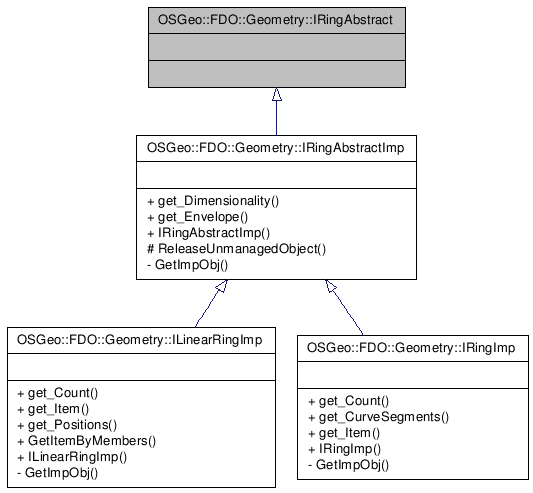 OSGeo::FDO::Geometry::IRingAbstract
OSGeo::FDO::Geometry::IRingAbstractImp
+ get_Dimensionality()
+ get_Envelope()
+ IRingAbstractImp()
# ReleaseUnmanagedObject()
- GetImpObj()
OSGeo::FDO::Geometry::ILinearRingImp
+ get_Count()
+ get_Item()
+ get_Positions()
+ GetItemByMembers()
+ ILinearRingImp()
- GetImpObj()
OSGeo::FDO::Geometry::IRingImp
+ get_Count()
+ get_CurveSegments()
+ get_Item()
+ IRingImp()
- GetImpObj()